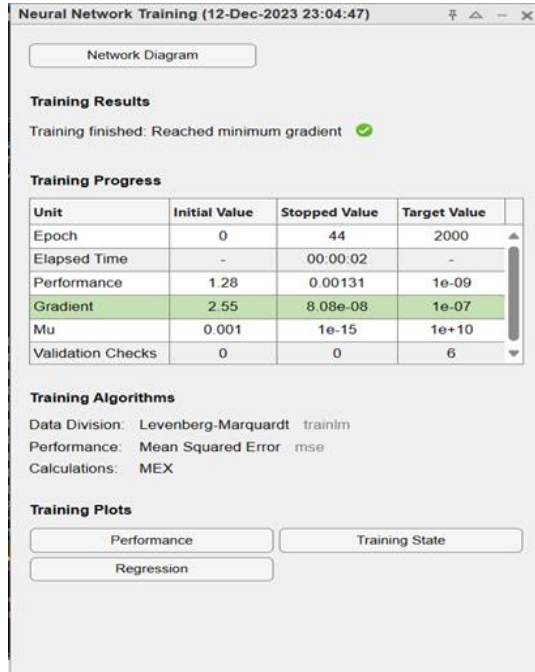 Neural Network Training (12-Dec-2023 23:04:47)
Network Diagram
Training Results
Training finished: Reached minimum gradient
Training Progress
Unit Initial Value Stopped Value Target Value
Epoch 0 44 2000
Elapsed Time - 00:00:02 -
Performance 1.28 0.00131 1e-09
Gradient 2.55 8.08e-08 1e-07
Mu 0.001 1e-15 1e+10
Validation Checks 0 0 6
Training Algorithms
Data Division: Levenberg-Marquardt trainlm
Performance: Mean Squared Error mse
Calculations: MEX
Training Plots
Performance Training State
Regression